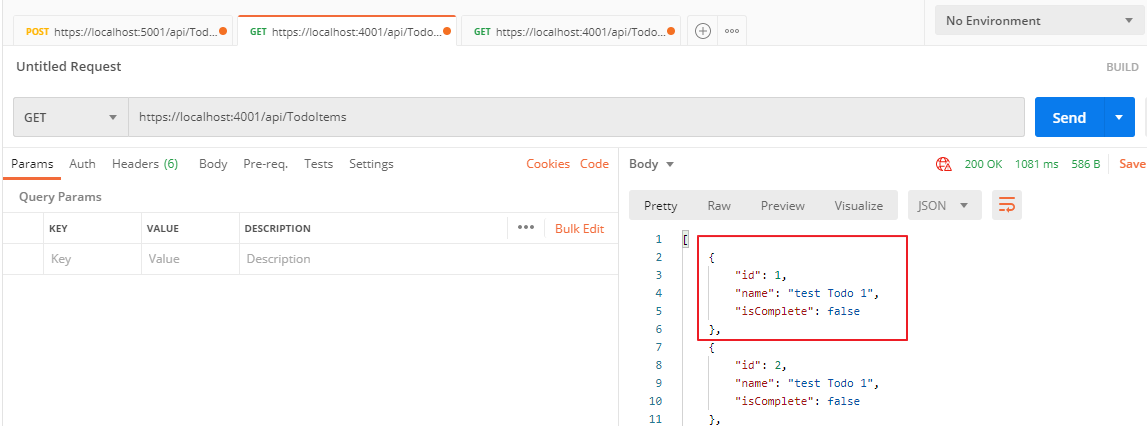 POST https://localhost:5001/api/Tod... GET https://localhost:4001/api/Todo... GET https://localhost:4001/api/Todo... No Environment
Untitled Request BUILD
GET https://localhost:4001/api/TodoItems Send
Params Auth Headers (6) Body Pre-req. Tests Settings Cookies Code
Body 200 OK 1081 ms 586 B Save
Query Params
KEY VALUE DESCRIPTION ••• Bulk Edit
Key Value Description
Pretty Raw Preview Visualize JSON
1 [
2 {
3 "id": 1,
4 "name": "test Todo 1",
5 "isComplete": false
6 },
7 {
8 "id": 2,
9 "name": "test Todo 1",
10 "isComplete": false
11 },